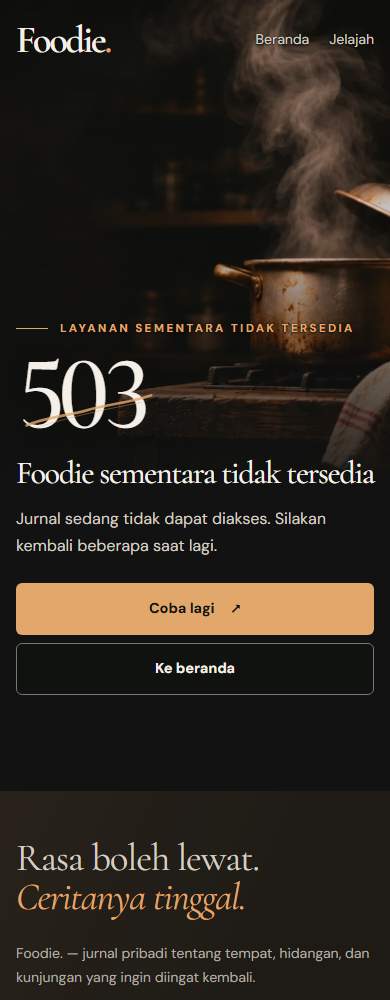 Foodie.
Beranda Jelajah
LAYANAN SEMENTARA TIDAK TERSEDIA
503
Foodie sementara tidak tersedia
Jurnal sedang tidak dapat diakses. Silakan
kembali beberapa saat lagi.
Coba lagi ↗
Ke beranda
Rasa boleh lewat.
Ceritanya tinggal.
Foodie. — jurnal pribadi tentang tempat, hidangan, dan
kunjungan yang ingin diingat kembali.